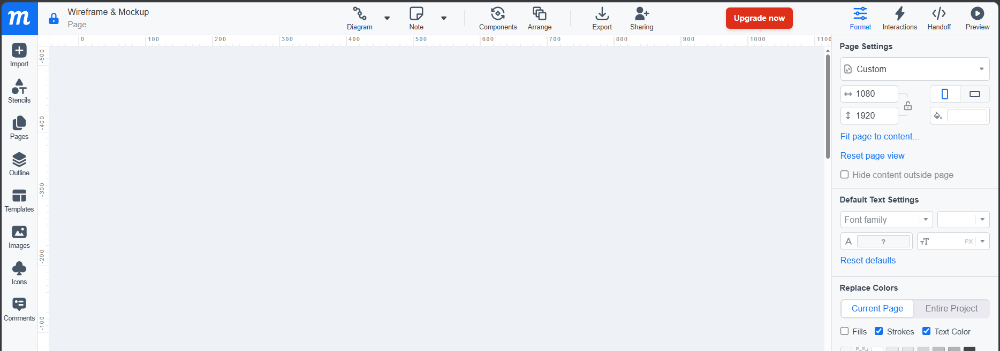 m
Wireframe & Mockup
Page
Diagram
Note
Components
Arrange
Export
Sharing
Upgrade now
Format
Interactions
Handoff
Preview
0 100 200 300 400 500 600 700 800 900 1000 1100
-500
-400
-300
-200
-100
Import
Stencils
Pages
Outline
Templates
Images
Icons
Comments
Page Settings
Custom
1080
1920
Fit page to content...
Reset page view
Hide content outside page
Default Text Settings
Font family
A ? TT PX
Reset defaults
Replace Colors
Current Page Entire Project
Fills Strokes Text Color